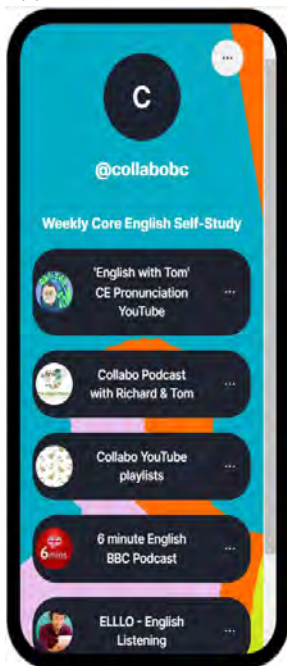 ...
C
@collabobc
Weekly Core English Self-Study
'English with Tom'
CE Pronunciation
YouTube
...
Collabo Podcast
with Richard & Tom
...
Collabo YouTube
playlists
...
6mins
6 minute English
BBC Podcast
...
ELLLO - English
Listening
...